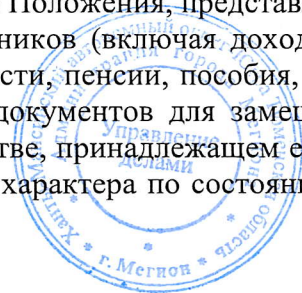 Положения, представ
ников (включая доход
сти, пенсии, пособия,
документов для замещ
стве, принадлежащем е
характера по состояни
Управление
делами
* г. Мегион *